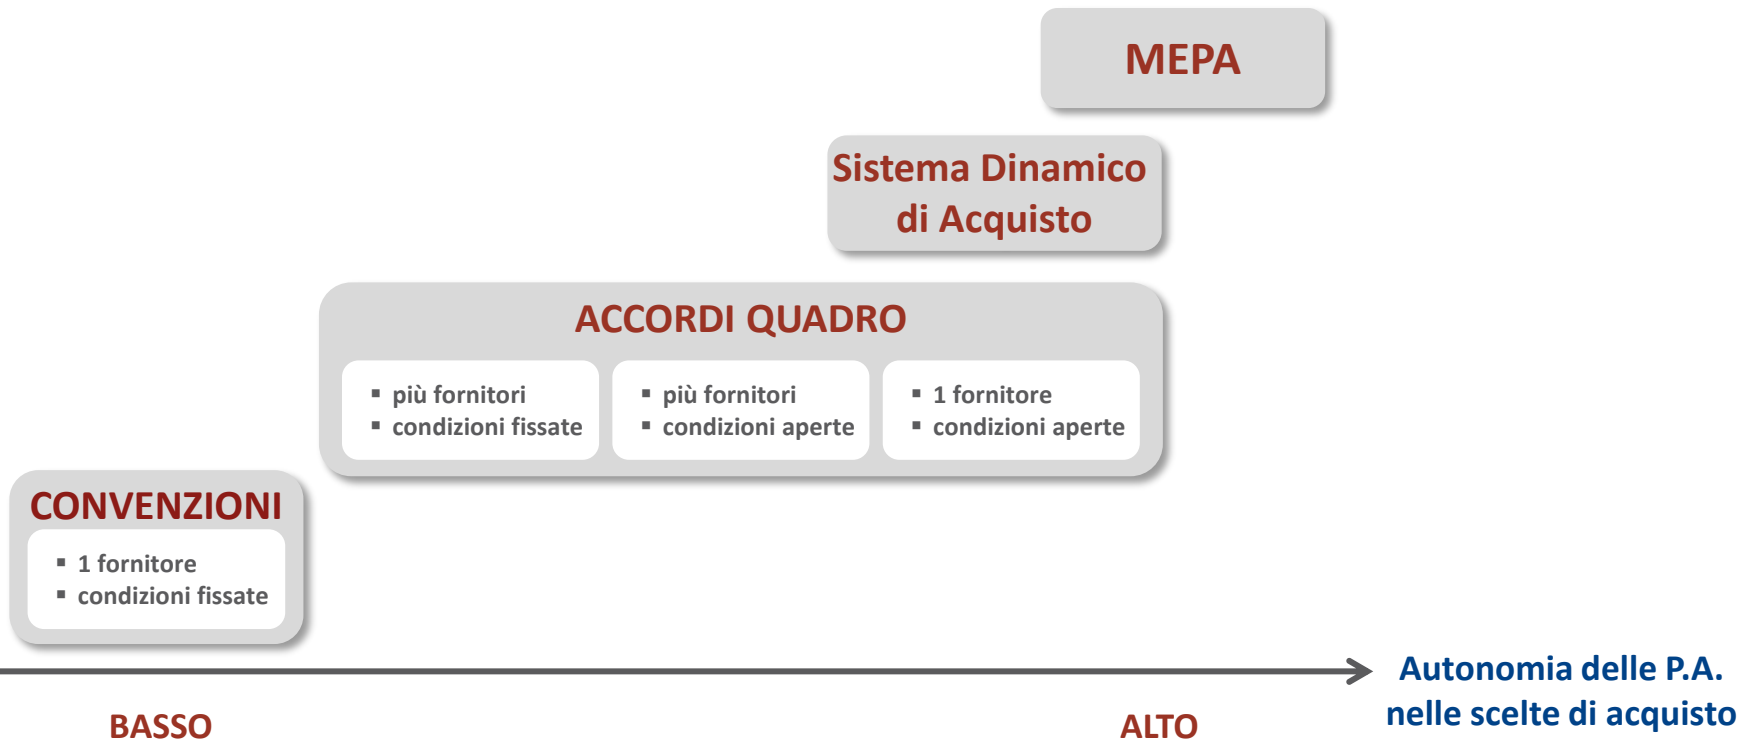 MEPA
Sistema Dinamico
di Acquisto
ACCORDI QUADRO
▪ più fornitori
▪ condizioni fissate
▪ più fornitori
▪ condizioni aperte
▪ 1 fornitore
▪ condizioni aperte
CONVENZIONI
▪ 1 fornitore
▪ condizioni fissate
Autonomia delle P.A.
nelle scelte di acquisto
BASSO
ALTO